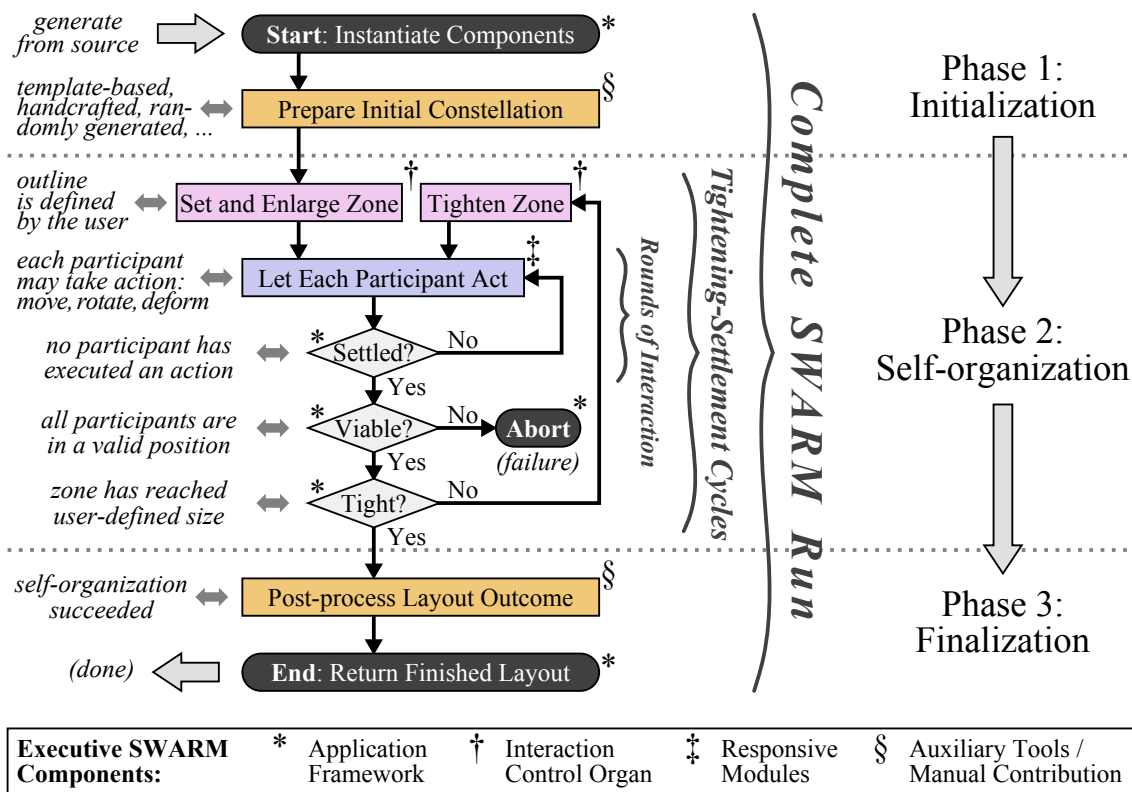 generate
from source
Start: Instantiate Components *
template-based,
handcrafted, ran-
domly generated, ...
Prepare Initial Constellation §
Phase 1:
Initialization
outline
is defined
by the user
Set and Enlarge Zone †
Tighten Zone †
each participant
may take action:
move, rotate, deform
Let Each Participant Act ‡
no participant has
executed an action
* Settled?
No
Yes
all participants are
in a valid position
* Viable?
No
Abort *
(failure)
Yes
zone has reached
user-defined size
* Tight?
No
Yes
Rounds of Interaction
Tightening-Settlement Cycles
Complete SWARM Run
Phase 2:
Self-organization
self-organization
succeeded
Post-process Layout Outcome §
(done)
End: Return Finished Layout *
Phase 3:
Finalization
Executive SWARM
Components:
* Application
Framework
† Interaction
Control Organ
‡ Responsive
Modules
§ Auxiliary Tools /
Manual Contribution